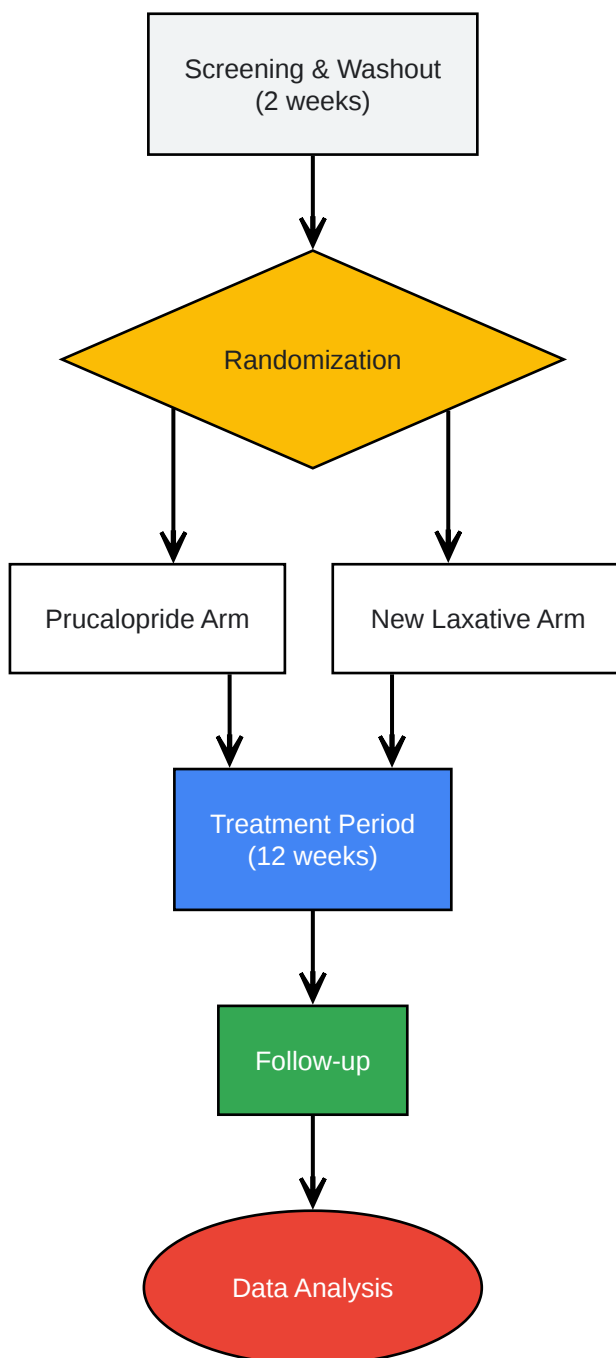 Screening & Washout
(2 weeks)
Randomization
Prucalopride Arm
New Laxative Arm
Treatment Period
(12 weeks)
Follow-up
Data Analysis